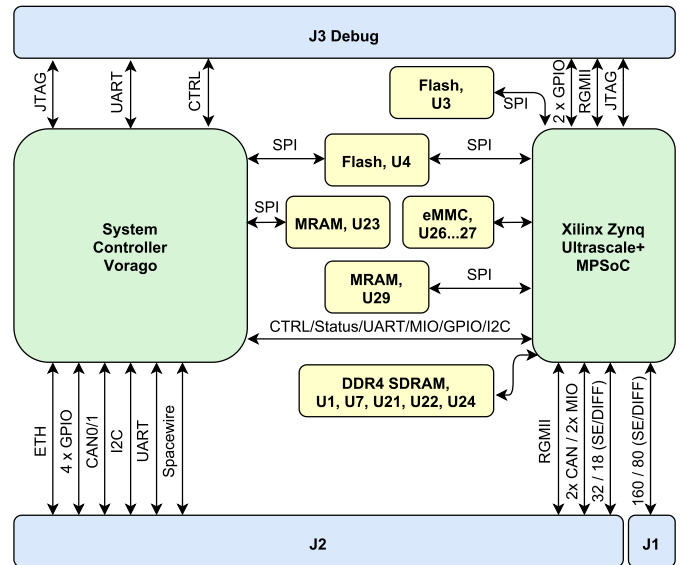 J3 Debug
JTAG
UART
CTRL
2 x GPIO
RGMII
JTAG
Flash,
U3
SPI
SPI
Flash, U4
SPI
System
Controller
Vorago
SPI
MRAM, U23
eMMC,
U26...27
Xilinx Zynq
Ultrascale+
MPSoC
MRAM,
U29
SPI
CTRL/Status/UART/MIO/GPIO/I2C
DDR4 SDRAM,
U1, U7, U21, U22, U24
ETH
4 x GPIO
CAN0/1
I2C
UART
Spacewire
RGMII
2x CAN / 2x MIO
32 / 18 (SE/DIFF)
160 / 80 (SE/DIFF)
J2
J1